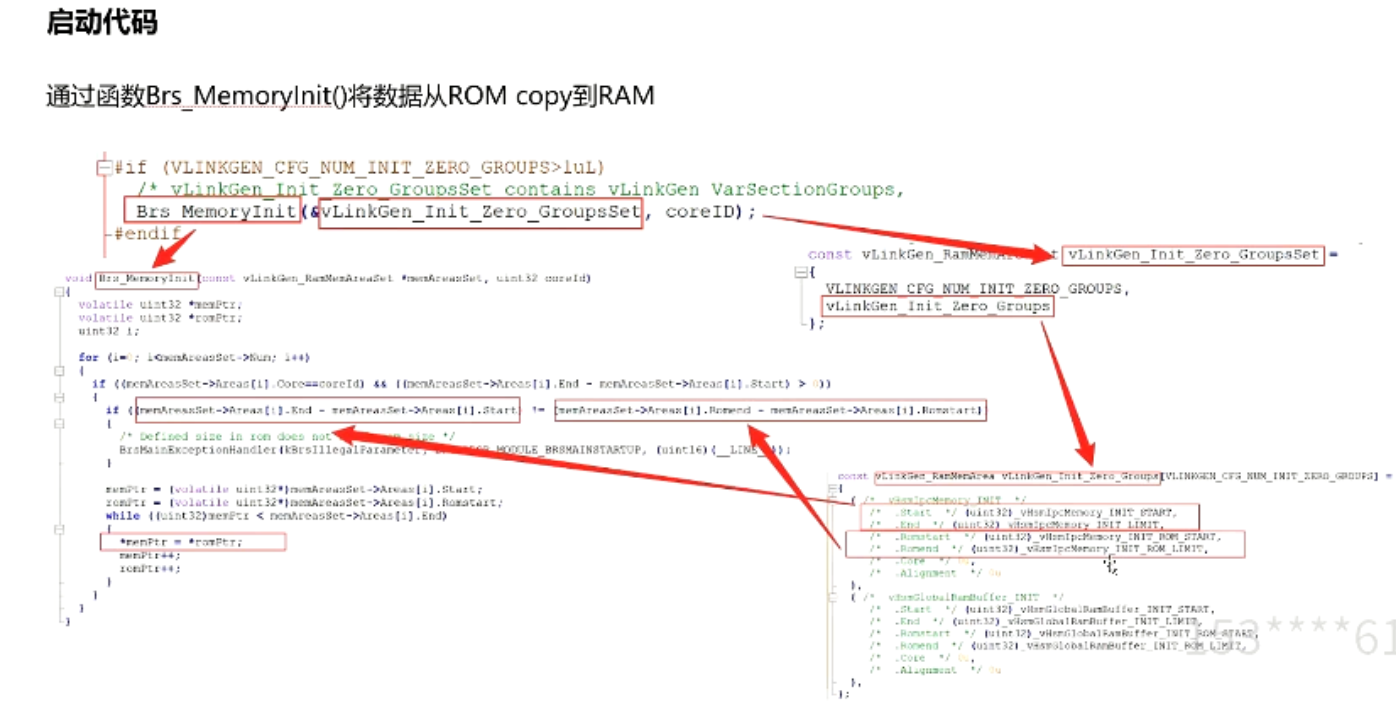 启动代码
通过函数Brs_MemoryInit()将数据从ROM copy到RAM
#if (VLINKGEN_CFG_NUM_INIT_ZERO_GROUPS>1uL)
/* vLinkGen_Init_Zero_GroupsSet contains vLinkGen VarSectionGroups,
Brs_MemoryInit(&vLinkGen_Init_Zero_GroupsSet, coreID);
#endif
const vLinkGen_RamMem t vLinkGen_Init_Zero_GroupsSet =
{
VLINKGEN_CFG_NUM_INIT_ZERO_GROUPS,
vLinkGen_Init_Zero_Groups
};
void Brs_MemoryInit(const vLinkGen_RamMemAreaSet *memAreasSet, uint32 coreId)
{
volatile uint32 *memPtr;
volatile uint32 *romPtr;
uint32 i;
for (i=0; i<memAreasSet->Num; i++)
{
if ((memAreasSet->Areas[i].Core==coreId) && ((memAreasSet->Areas[i].End - memAreasSet->Areas[i].Start) > 0))
{
if ((memAreasSet->Areas[i].End - memAreasSet->Areas[i].Start) != (memAreasSet->Areas[i].Romend - memAreasSet->Areas[i].Romstart))
{
/* Defined size in rom does not size */
BrsMainExceptionHandler(kBrsIllegalParameter, MODULE_BRSMAINSTARTUP, (uint16)(__LINE__));
}
memPtr = (volatile uint32*)memAreasSet->Areas[i].Start;
romPtr = (volatile uint32*)memAreasSet->Areas[i].Romstart;
while ((uint32)memPtr < memAreasSet->Areas[i].End)
{
*memPtr = *romPtr;
memPtr++;
romPtr++;
}
}
}
}
const vLinkGen_RamMemArea vLinkGen_Init_Zero_Groups[VLINKGEN_CFG_NUM_INIT_ZERO_GROUPS] =
{
{ /* vHsmIpcMemory_INIT */
/* .Start */ (uint32)_vHsmIpcMemory_INIT_START,
/* .End */ (uint32)_vHsmIpcMemory_INIT_LIMIT,
/* .Romstart */ (uint32)_vHsmIpcMemory_INIT_ROM_START,
/* .Romend */ (uint32)_vHsmIpcMemory_INIT_ROM_LIMIT,
/* .Core */ 0u,
/* .Alignment */ 0u
},
{ /* vHsmGlobalRamBuffer_INIT */
/* .Start */ (uint32)_vHsmGlobalRamBuffer_INIT_START,
/* .End */ (uint32)_vHsmGlobalRamBuffer_INIT_LIMIT,
/* .Romstart */ (uint32)_vHsmGlobalRamBuffer_INIT_ROM_START,
/* .Romend */ (uint32)_vHsmGlobalRamBuffer_INIT_ROM_LIMIT,
/* .Core */ 0u,
/* .Alignment */ 0u
},
};
153****61